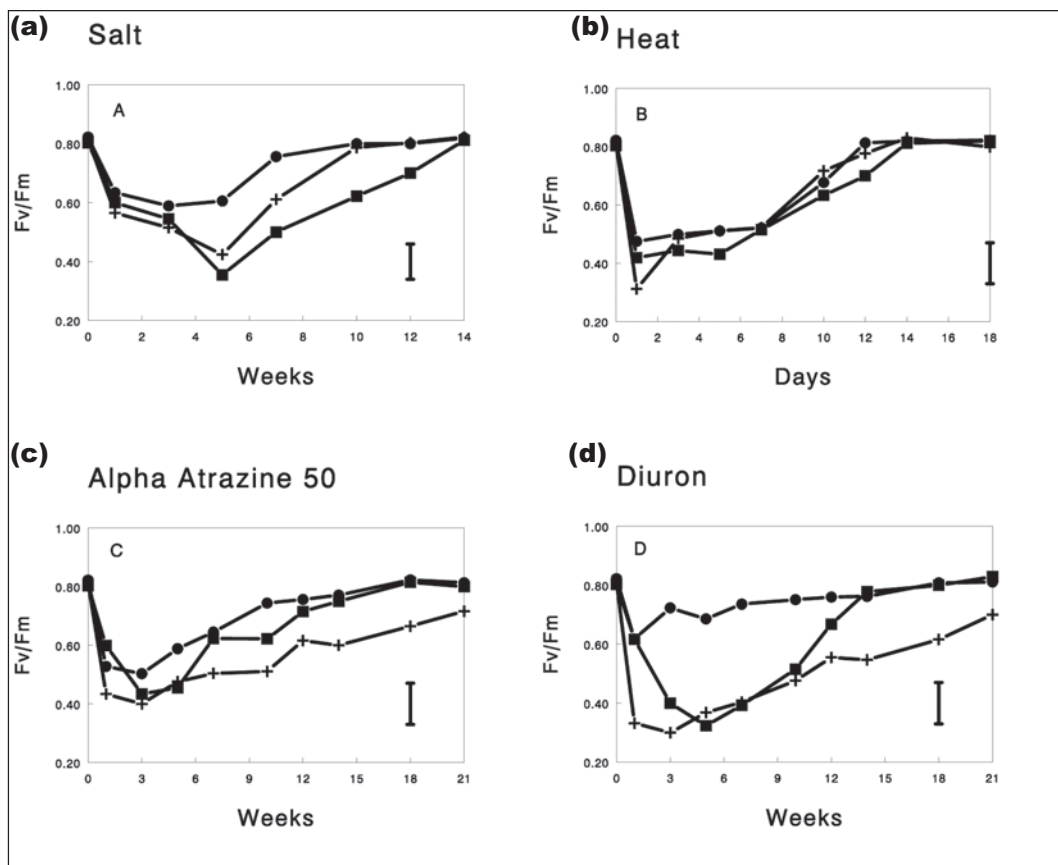 (a) Salt
1.00
A
0.80
0.60
0.40
0.20
Fv/Fm
0 2 4 6 8 10 12 14
Weeks
(b) Heat
1.00
B
0.80
0.60
0.40
0.20
Fv/Fm
0 2 4 6 8 10 12 14 18
Days
(c) Alpha Atrazine 50
1.00
C
0.80
0.60
0.40
0.20
Fv/Fm
0 3 6 9 12 15 18 21
Weeks
(d) Diuron
1.00
D
0.80
0.60
0.40
0.20
Fv/Fm
0 3 6 9 12 15 18 21
Weeks